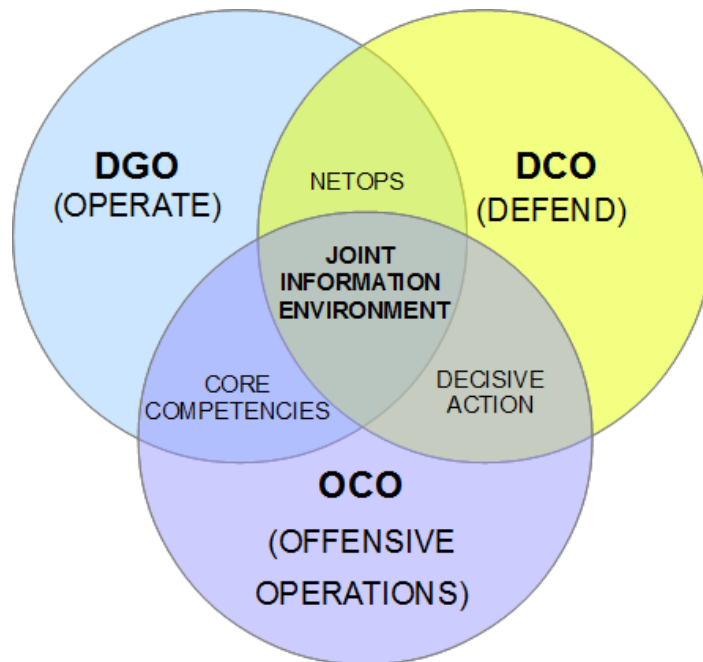 DGO
(OPERATE)
NETOPS
DCO
(DEFEND)
JOINT
INFORMATION
ENVIRONMENT
CORE
COMPETENCIES
DECISIVE
ACTION
OCO
(OFFENSIVE
OPERATIONS)